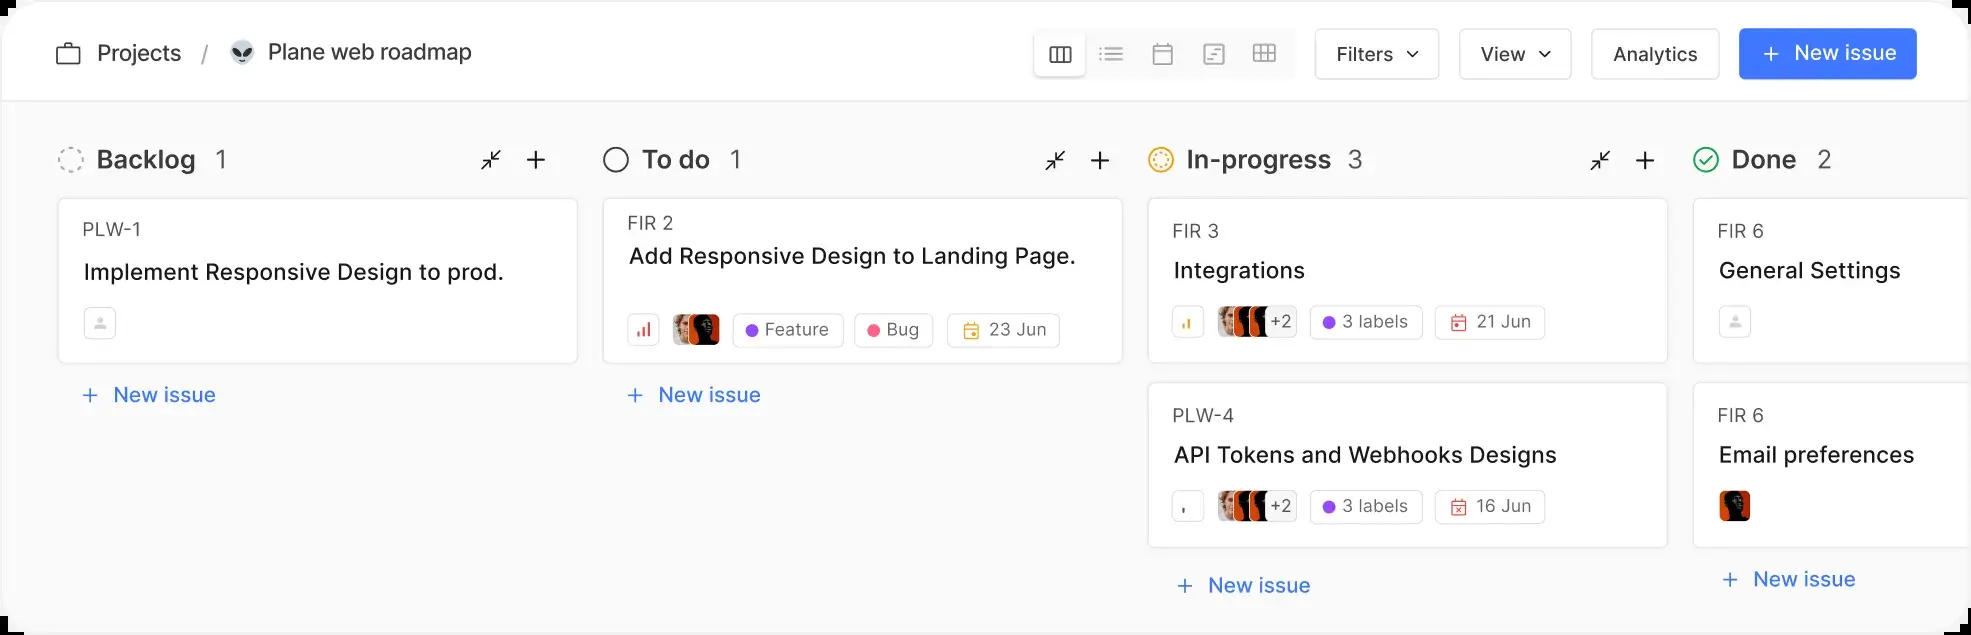 Projects / Plane web roadmap
Filters
View
Analytics
+ New issue
Backlog 1
PLW-1
Implement Responsive Design to prod.
+ New issue
To do 1
FIR 2
Add Responsive Design to Landing Page.
Feature
Bug
23 Jun
+ New issue
In-progress 3
FIR 3
Integrations
+2
3 labels
21 Jun
PLW-4
API Tokens and Webhooks Designs
+2
3 labels
16 Jun
+ New issue
Done 2
FIR 6
General Settings
FIR 6
Email preferences
+ New issue